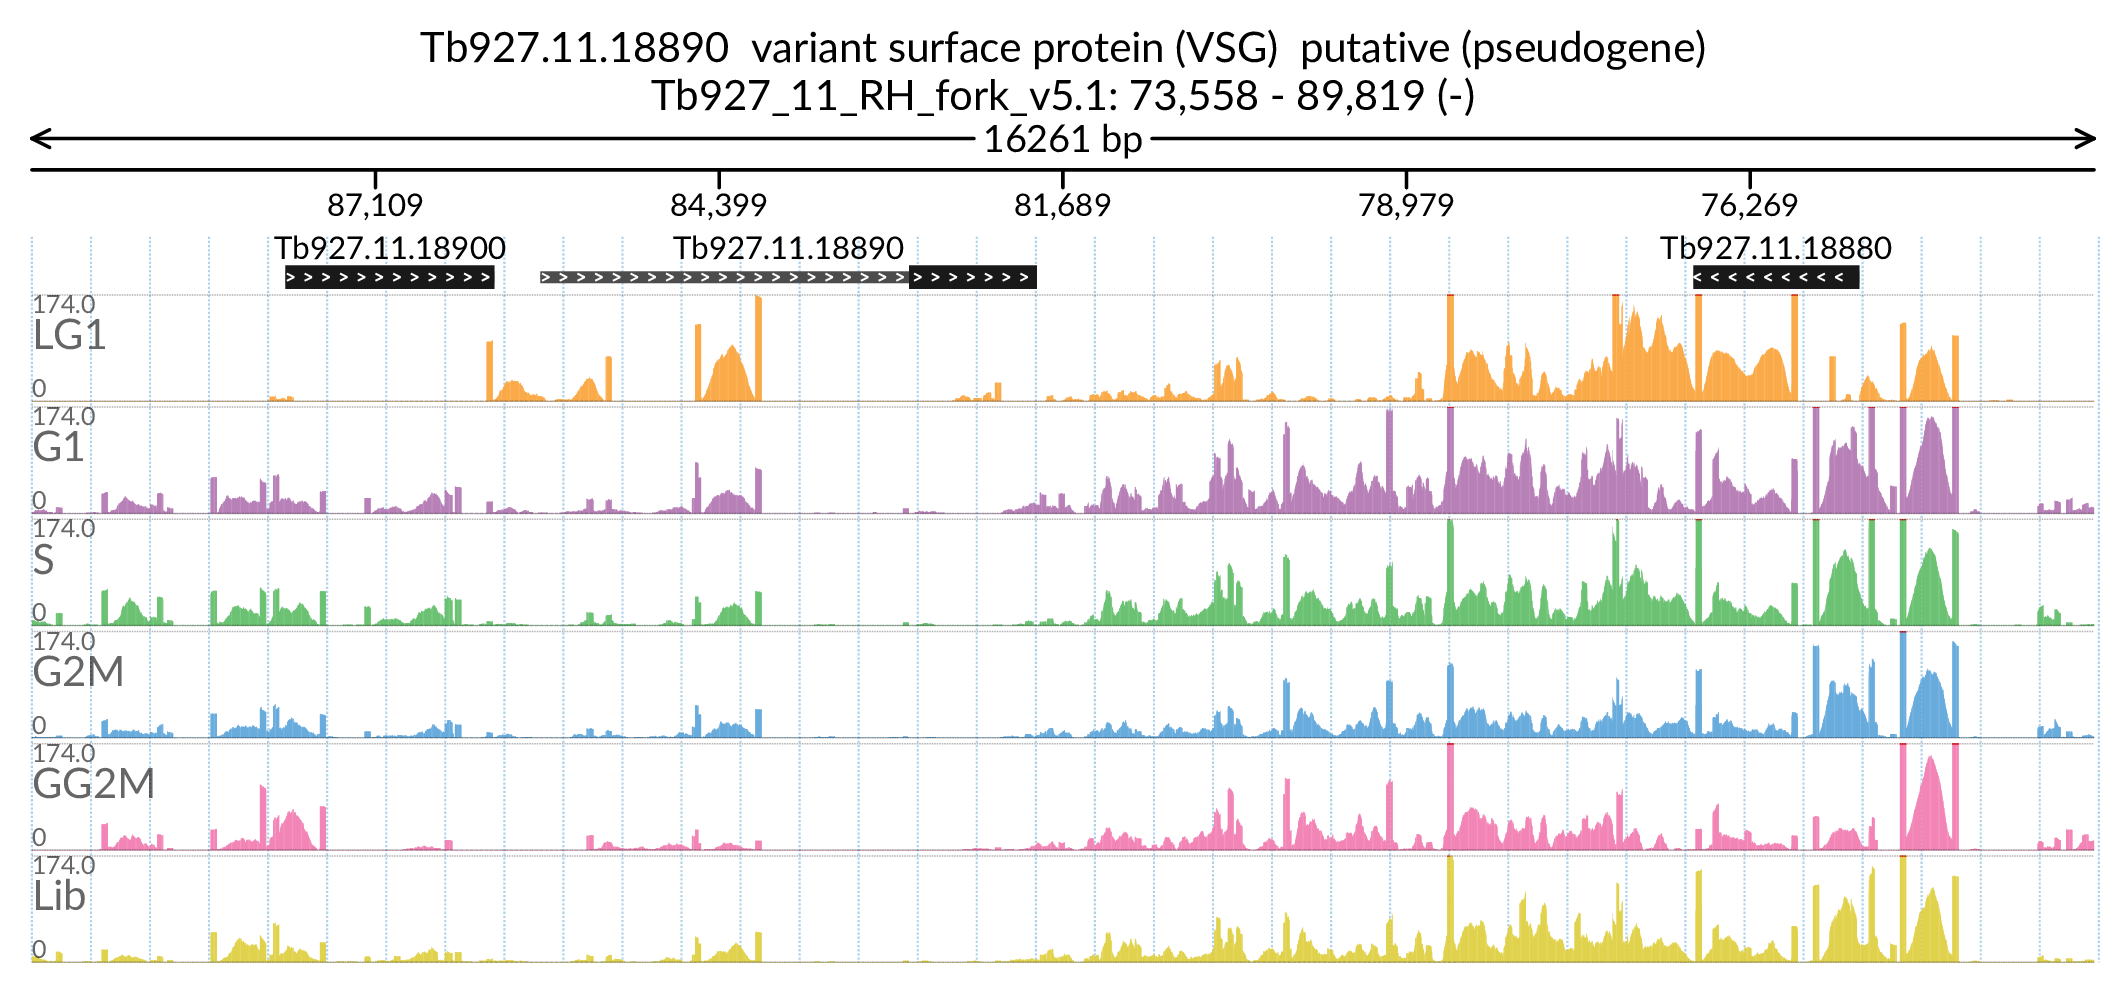 Tb927.11.18890  variant surface protein (VSG)  putative (pseudogene)
Tb927_11_RH_fork_v5.1: 73,558 - 89,819 (-)
16261 bp
87,109 84,399 81,689 78,979 76,269
Tb927.11.18900 Tb927.11.18890 Tb927.11.18880
174.0
LG1
0
174.0
G1
0
174.0
S
0
174.0
G2M
0
174.0
GG2M
0
174.0
Lib
0